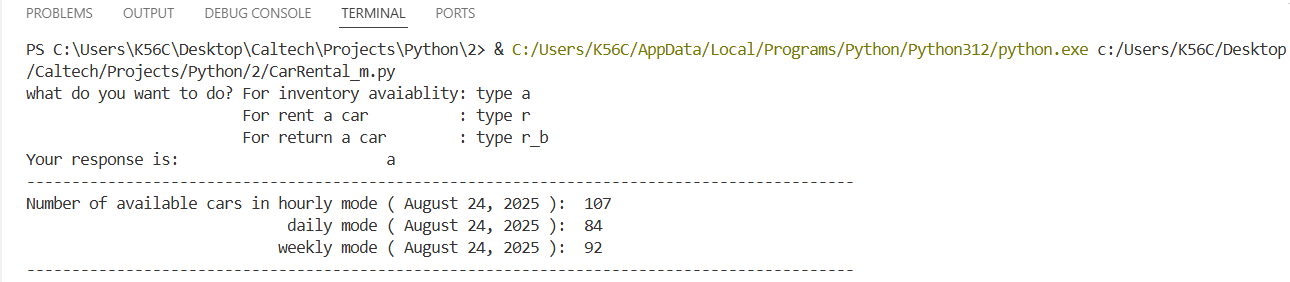 PROBLEMS OUTPUT DEBUG CONSOLE TERMINAL PORTS
PS C:\Users\K56C\Desktop\Caltech\Projects\Python\2> & C:/Users/K56C/AppData/Local/Programs/Python/Python312/python.exe c:/Users/K56C/Desktop
/Caltech/Projects/Python/2/CarRental_m.py
what do you want to do? For inventory avaiablity: type a
For rent a car : type r
For return a car : type r_b
Your response is: a
--------------------------------------------------------------------------------------------
Number of available cars in hourly mode ( August 24, 2025 ): 107
daily mode ( August 24, 2025 ): 84
weekly mode ( August 24, 2025 ): 92
--------------------------------------------------------------------------------------------